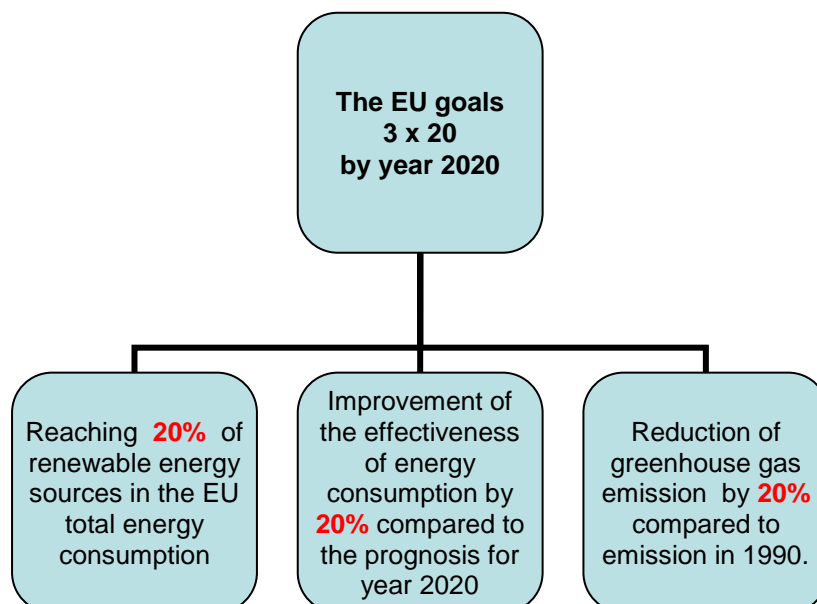 The EU goals
3 x 20
by year 2020
Reaching 20% of
renewable energy
sources in the EU
total energy
consumption
Improvement of
the effectiveness
of energy
consumption by
20% compared to
the prognosis for
year 2020
Reduction of
greenhouse gas
emission by 20%
compared to
emission in 1990.